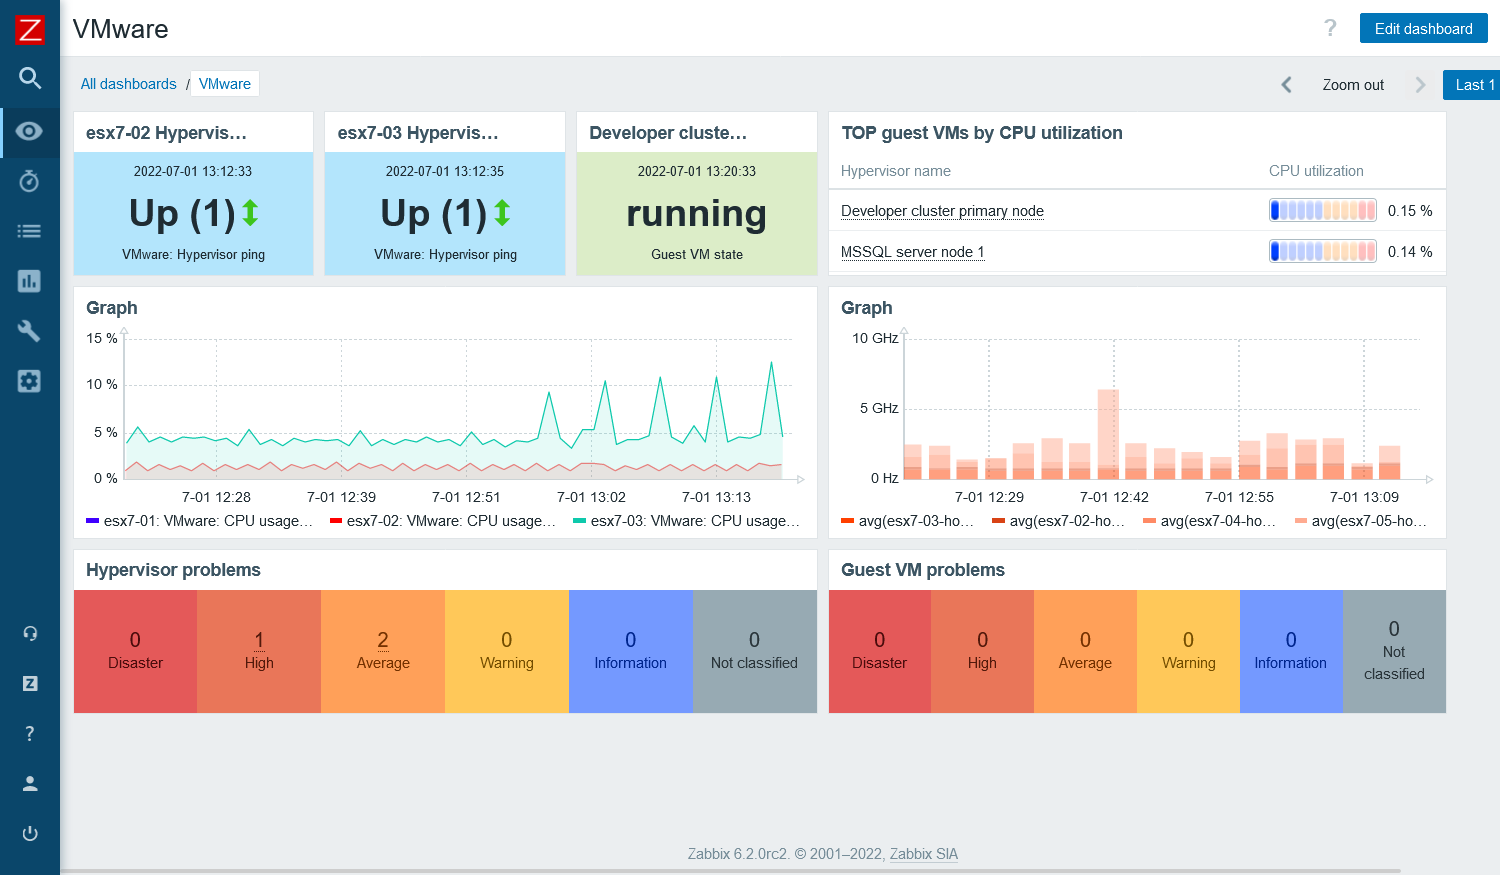 Z
VMware
?
Edit dashboard
All dashboards / VMware
Zoom out
Last 1
esx7-02 Hypervis…
2022-07-01 13:12:33
Up (1)
VMware: Hypervisor ping
esx7-03 Hypervis…
2022-07-01 13:12:35
Up (1)
VMware: Hypervisor ping
Developer cluste…
2022-07-01 13:20:33
running
Guest VM state
TOP guest VMs by CPU utilization
Hypervisor name CPU utilization
Developer cluster primary node 0.15 %
MSSQL server node 1 0.14 %
Graph
15 %
10 %
5 %
0 %
7-01 12:28 7-01 12:39 7-01 12:51 7-01 13:02 7-01 13:13
esx7-01: VMware: CPU usage… esx7-02: VMware: CPU usage… esx7-03: VMware: CPU usage…
Graph
10 GHz
5 GHz
0 Hz
7-01 12:29 7-01 12:42 7-01 12:55 7-01 13:09
avg(esx7-03-ho… avg(esx7-02-ho… avg(esx7-04-ho… avg(esx7-05-ho…
Hypervisor problems
0 1 2 0 0 0
Disaster High Average Warning Information Not classified
Guest VM problems
0 0 0 0 0 0
Disaster High Average Warning Information Not
classified
Z
?
Zabbix 6.2.0rc2. © 2001–2022, Zabbix SIA